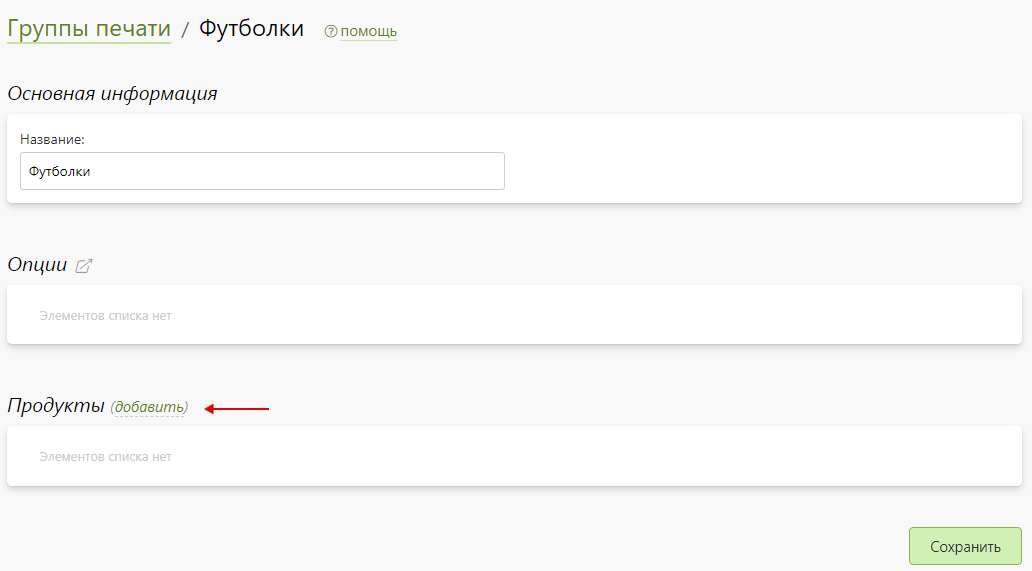 Группы печати / Футболки ? помощь
Основная информация
Название:
Футболки
Опции
Элементов списка нет
Продукты (добавить)
Элементов списка нет
Сохранить